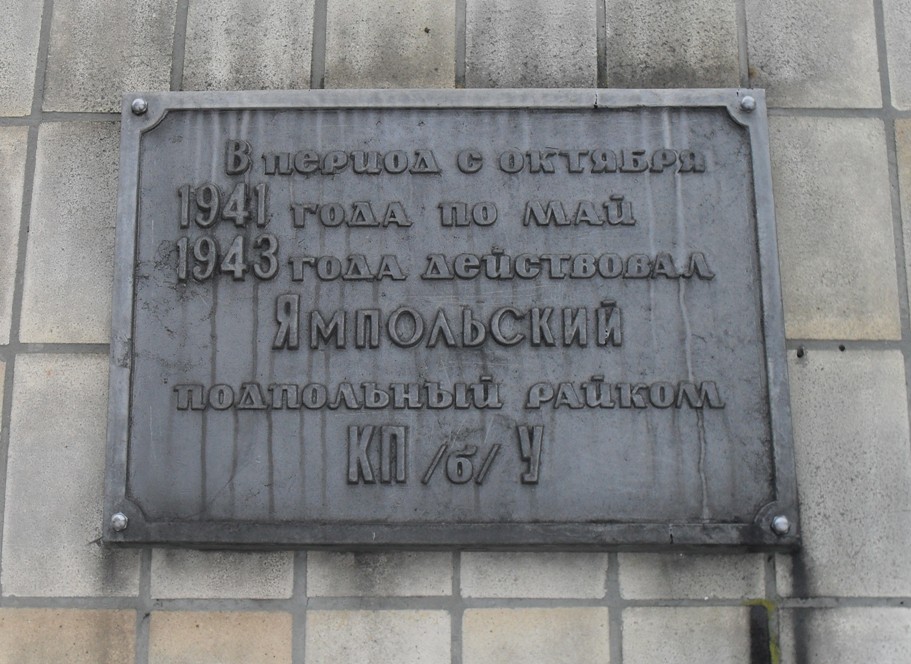 В период с октября
1941 года по май
1943 года действовал
Ямпольский
подпольный райком
КП /б/ У